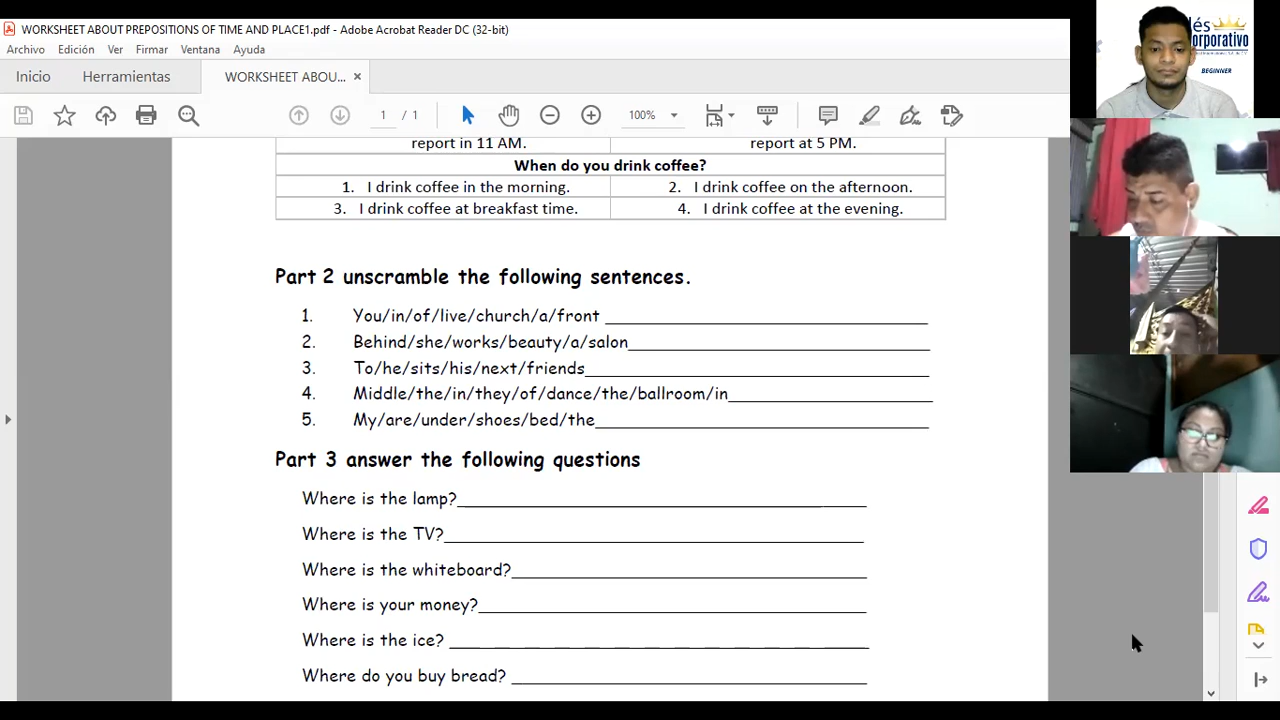 WORKSHEET ABOUT PREPOSITIONS OF TIME AND PLACE1.pdf - Adobe Acrobat Reader DC (32-bit)
Archivo Edición Ver Firmar Ventana Ayuda
Inicio Herramientas WORKSHEET ABOU... ×
1 / 1 100%
report in 11 AM. report at 5 PM.
When do you drink coffee?
1. I drink coffee in the morning. 2. I drink coffee on the afternoon.
3. I drink coffee at breakfast time. 4. I drink coffee at the evening.
Part 2 unscramble the following sentences.
1. You/in/of/live/church/a/front
2. Behind/she/works/beauty/a/salon
3. To/he/sits/his/next/friends
4. Middle/the/in/they/of/dance/the/ballroom/in
5. My/are/under/shoes/bed/the
Part 3 answer the following questions
Where is the lamp?
Where is the TV?
Where is the whiteboard?
Where is your money?
Where is the ice?
Where do you buy bread?
lés
orporativo
BEGINNER